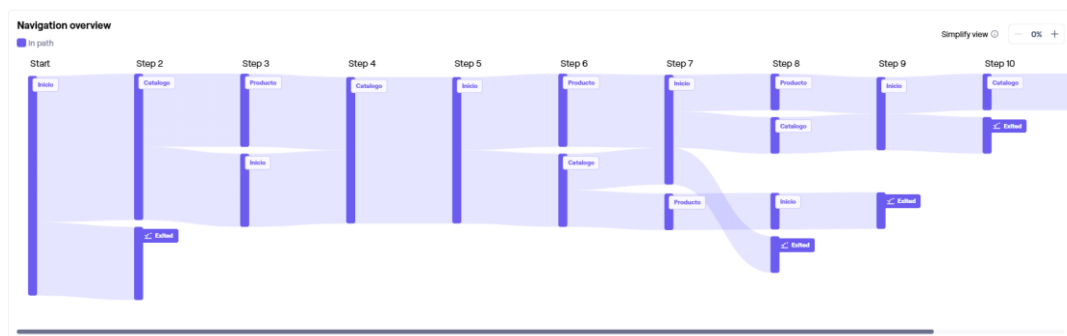 Navigation overview
In path
Simplify view
0%
Start Step 2 Step 3 Step 4 Step 5 Step 6 Step 7 Step 8 Step 9 Step 10
Inicio Catalogo Producto Catalogo Inicio Producto Inicio Producto Inicio Catalogo
Catalogo Exited
Inicio Catalogo
Producto Inicio Exited
Exited Exited